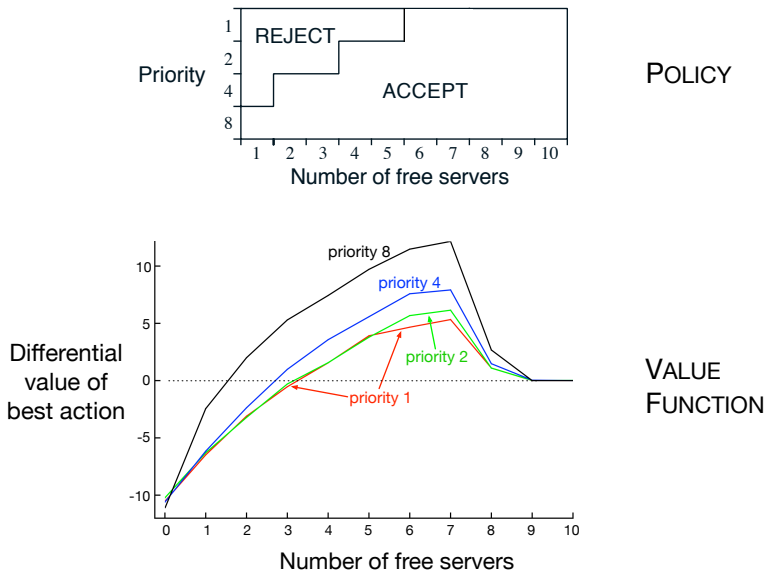 1
REJECT
2
Priority
POLICY
4
ACCEPT
8
1 2 3 4 5 6 7 8 9 10
Number of free servers
10
priority 8
priority 4
5
priority 2
Differential
value of
best action
0
priority 1
VALUE
FUNCTION
-5
-10
0 1 2 3 4 5 6 7 8 9 10
Number of free servers